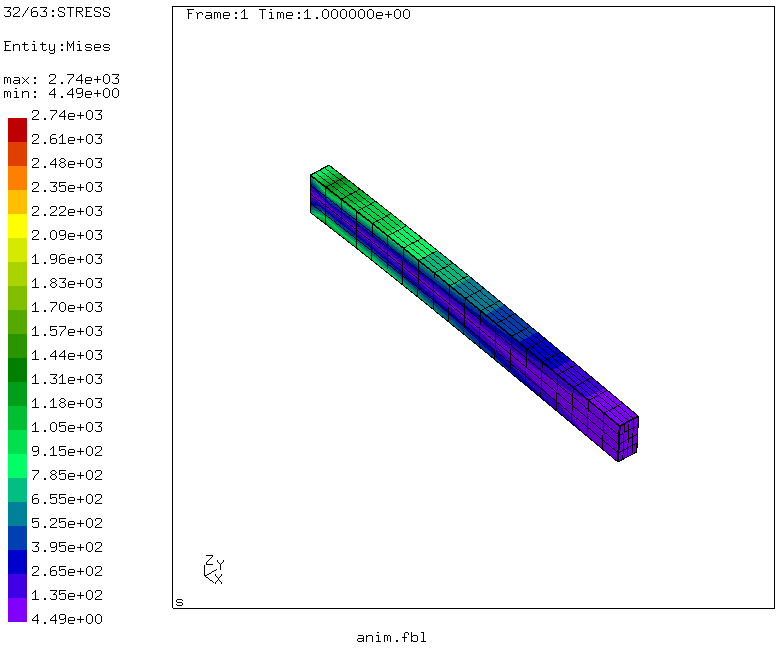 32/63:STRESS
Entity:Mises
max: 2.74e+03
min: 4.49e+00
2.74e+03
2.61e+03
2.48e+03
2.35e+03
2.22e+03
2.09e+03
1.96e+03
1.83e+03
1.70e+03
1.57e+03
1.44e+03
1.31e+03
1.18e+03
1.05e+03
9.15e+02
7.85e+02
6.55e+02
5.25e+02
3.95e+02
2.65e+02
1.35e+02
4.49e+00
Frame:1 Time:1.000000e+00
Z
Y
X
s
anim.fbl